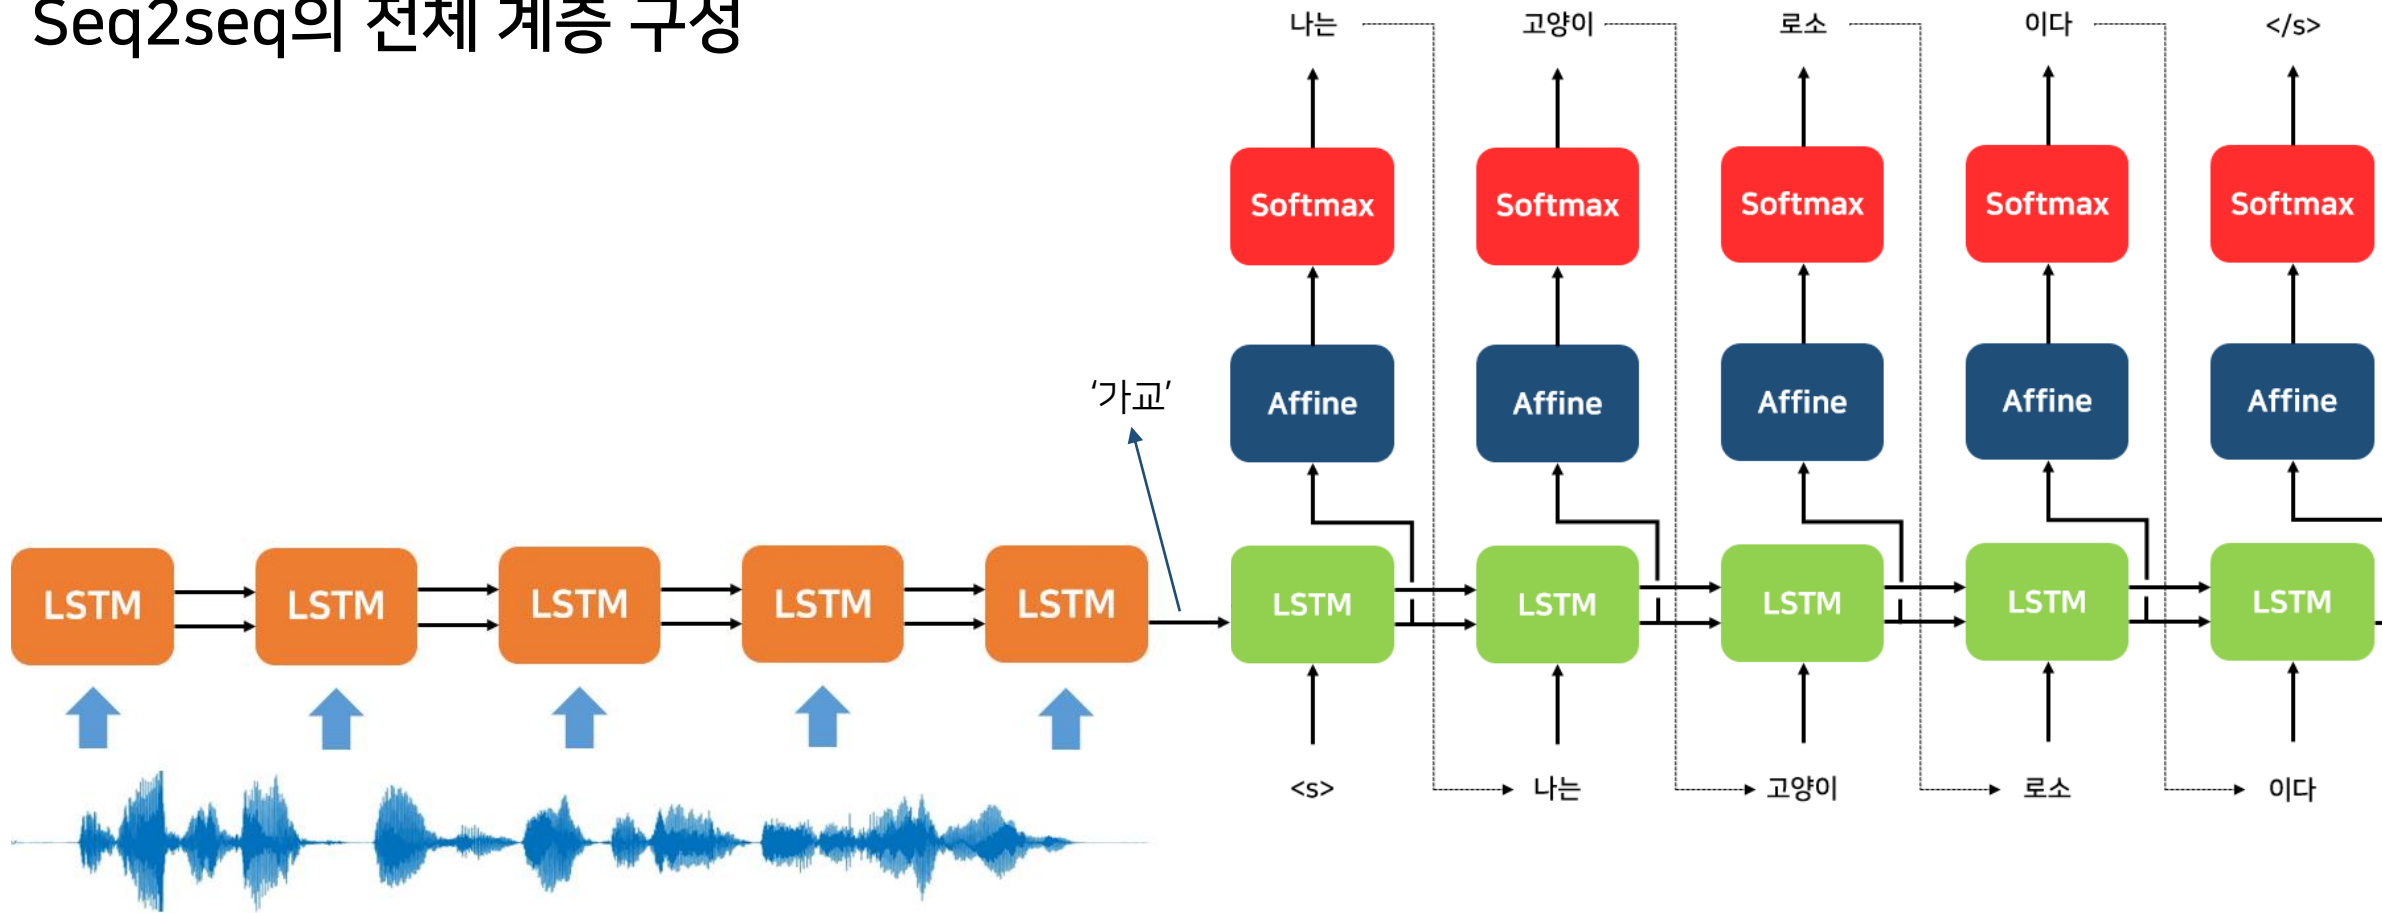 Seq2seq의 전체 계층 구성
나는 고양이 로소 이다 </s>
Softmax Softmax Softmax Softmax Softmax
‘가교’
Affine Affine Affine Affine Affine
LSTM LSTM LSTM LSTM LSTM LSTM LSTM LSTM LSTM LSTM
<s> 나는 고양이 로소 이다